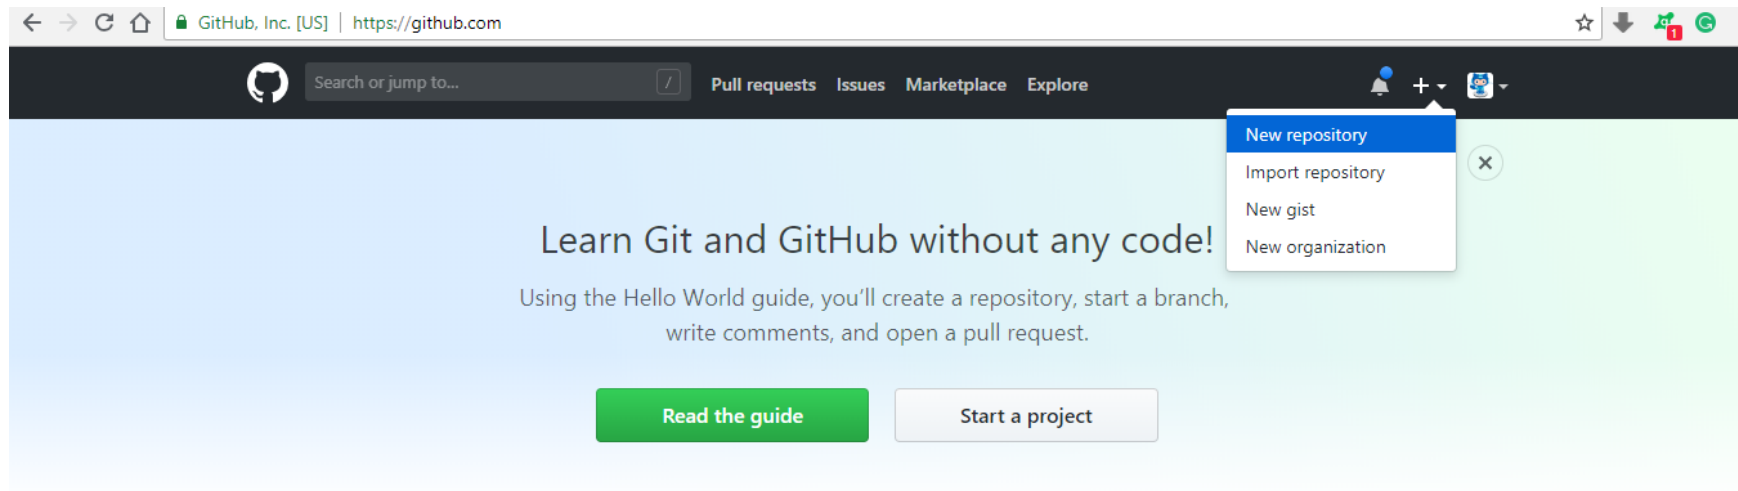 GitHub, Inc. [US] | https://github.com
1
Search or jump to... / Pull requests Issues Marketplace Explore
New repository
Import repository
New gist
New organization
Learn Git and GitHub without any code!
Using the Hello World guide, you’ll create a repository, start a branch,
write comments, and open a pull request.
Read the guide Start a project